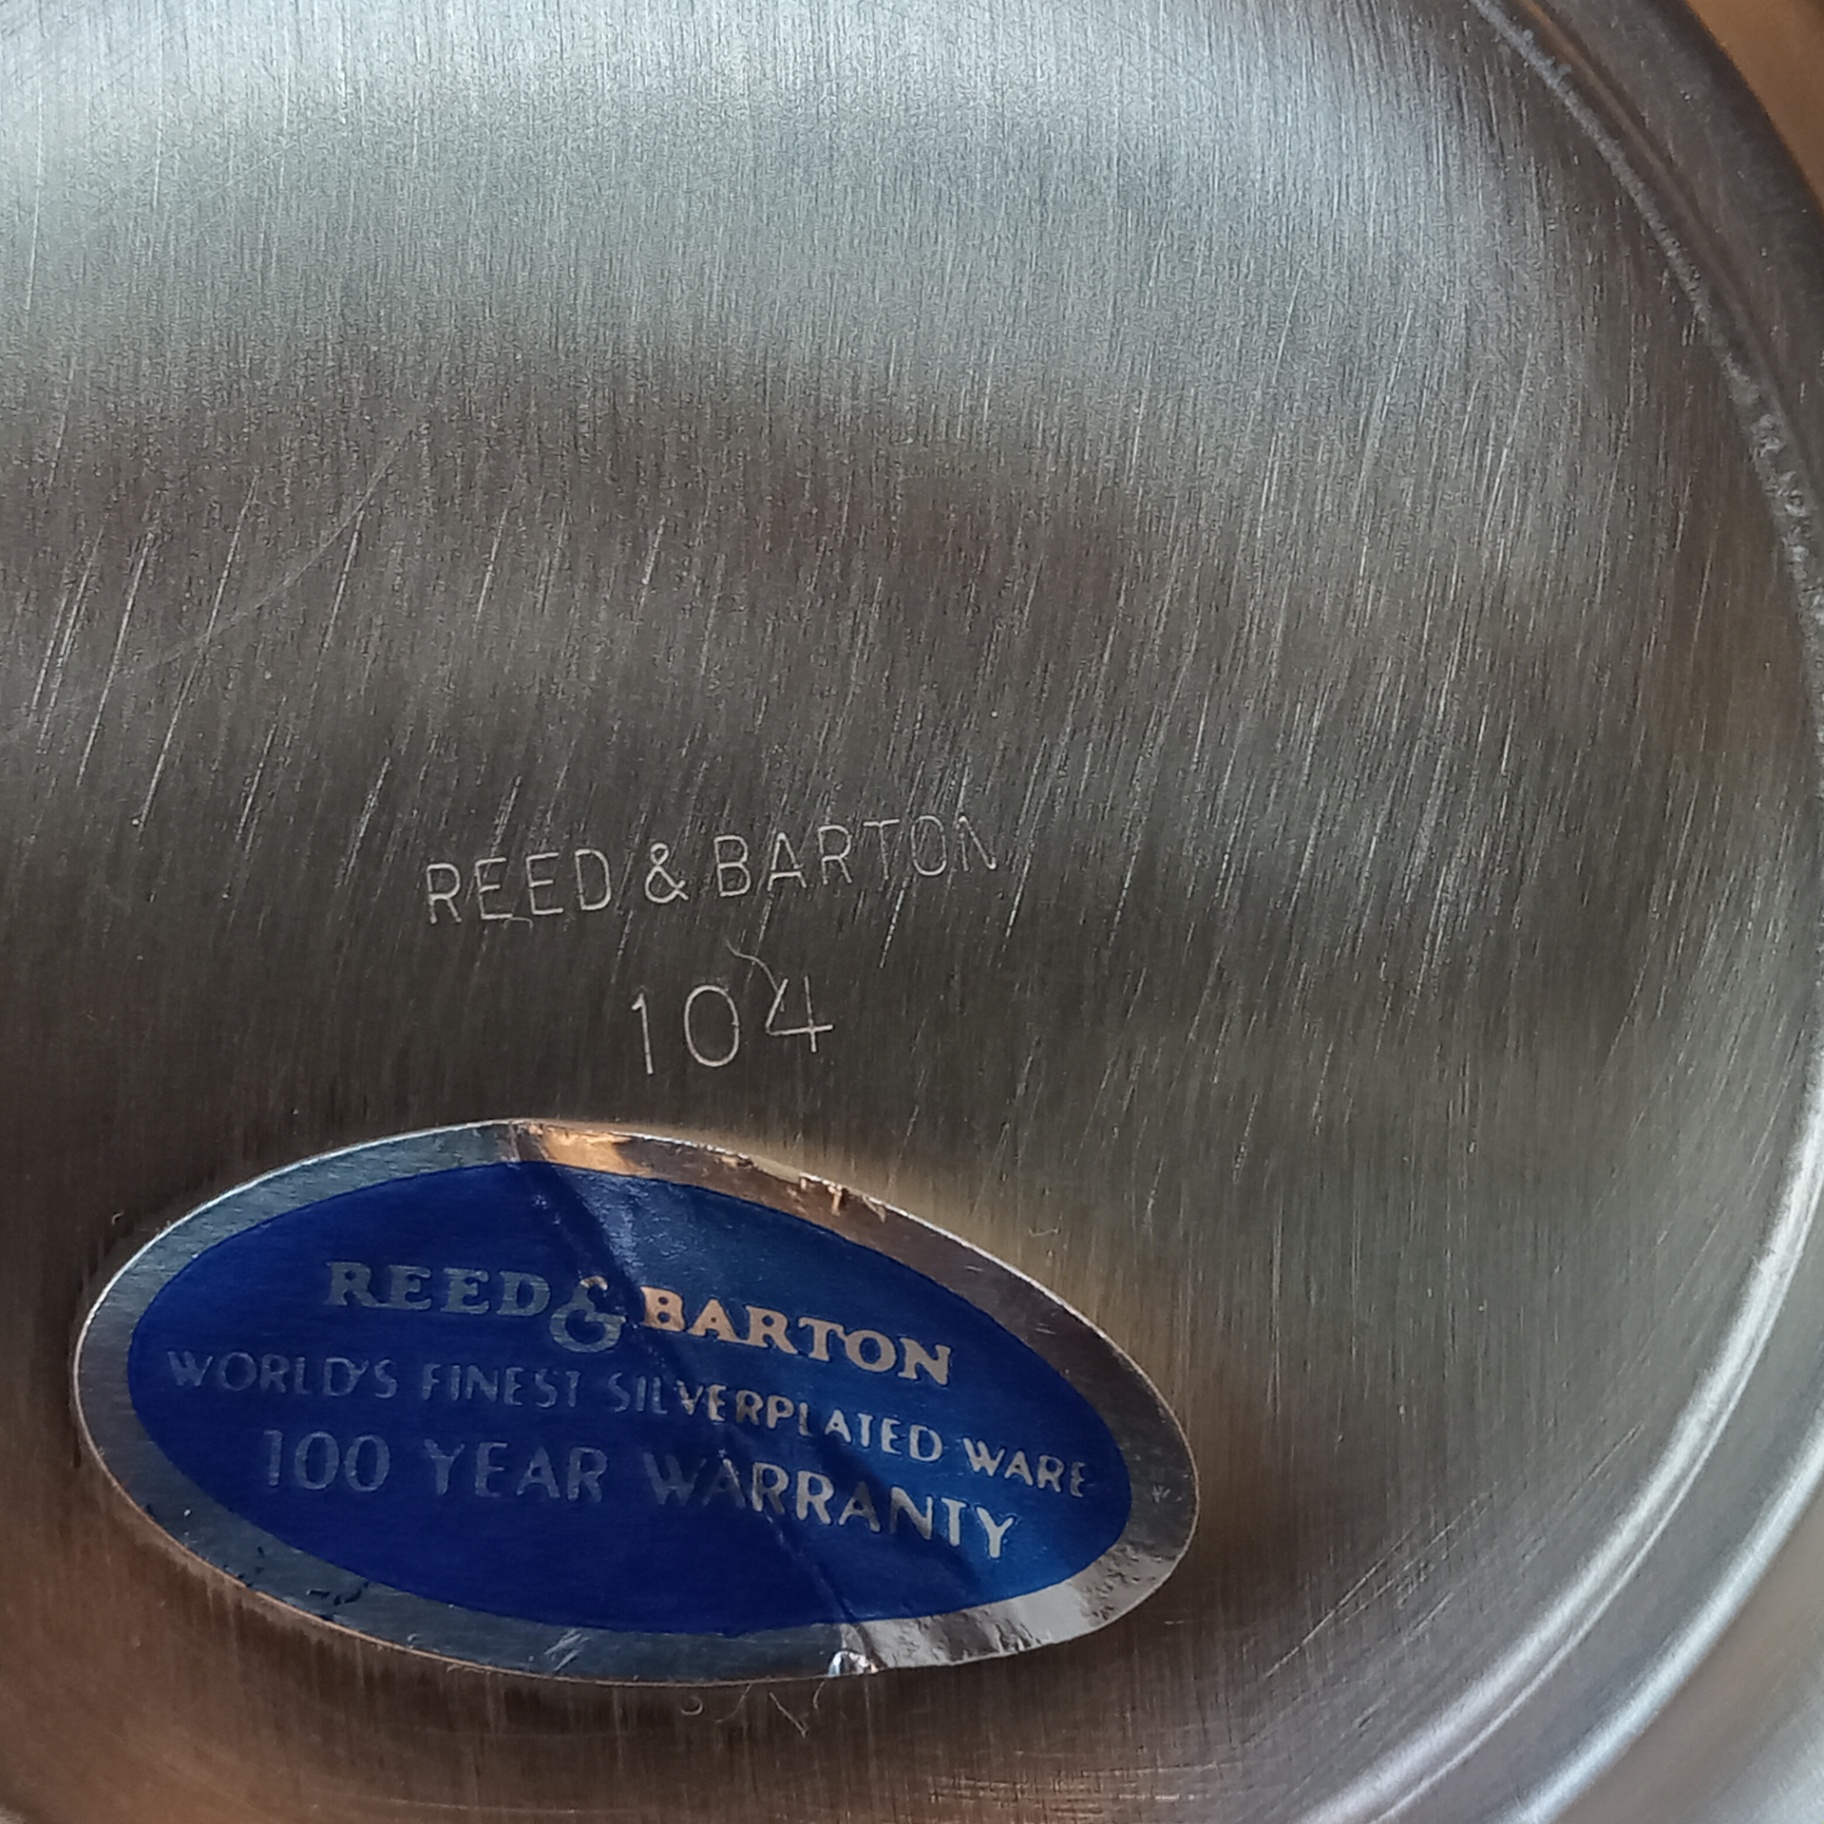 REED & BARTON
104
REED & BARTON
WORLD'S FINEST SILVERPLATED WARE
100 YEAR WARRANTY